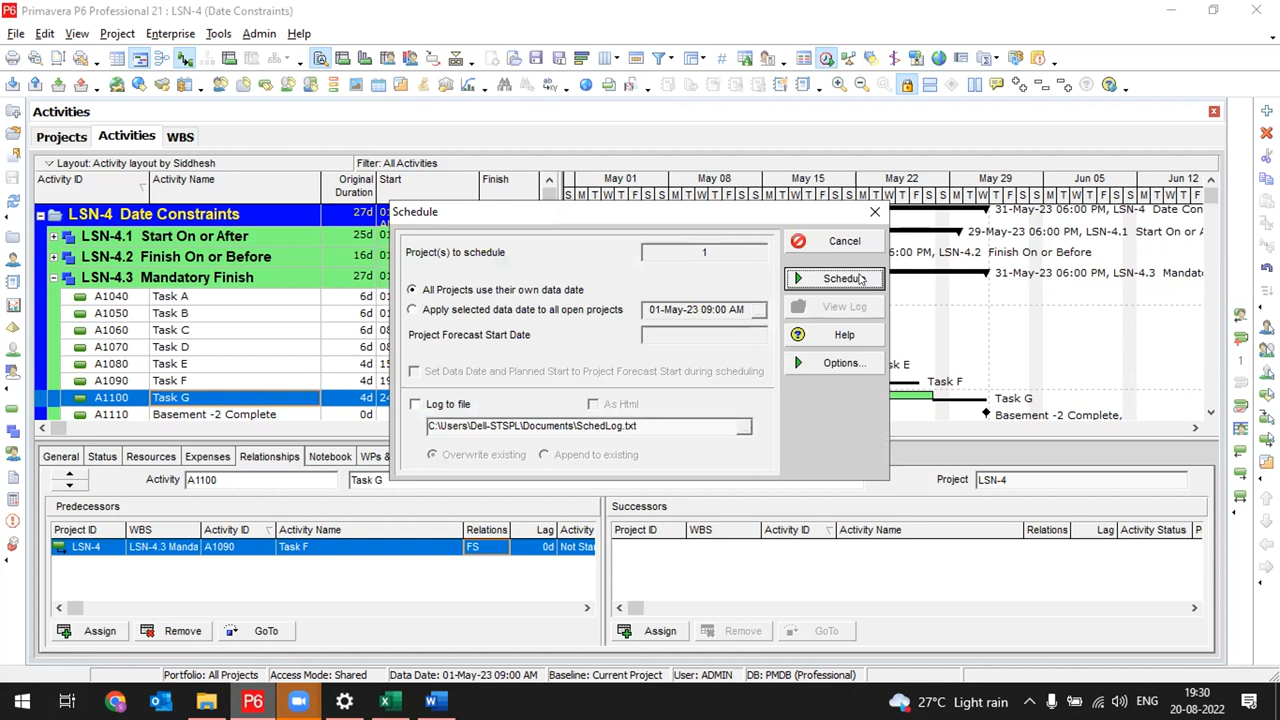 Primavera P6 Professional 21 : LSN-4 (Date Constraints)
File Edit View Project Enterprise Tools Admin Help
Activities
Projects Activities WBS
Layout: Activity layout by Siddhesh Filter: All Activities
Activity ID Activity Name Original Duration Start Finish
May 01 May 08 May 15 May 22 May 29 Jun 05 Jun 12
M T W T F S S M T W T F S S M T W T F S S M T W T F S S M T W T F S S M T W T F S S M T W T F S
LSN-4 Date Constraints 27d 01 31-May-23 06:00 PM, LSN-4 Date Con
LSN-4.1 Start On or After 25d 01 29-May-23 06:00 PM, LSN-4.1 Start On or A
LSN-4.2 Finish On or Before 16d 01 6:00 PM, LSN-4.2 Finish On or Before
LSN-4.3 Mandatory Finish 27d 01 31-May-23 06:00 PM, LSN-4.3 Mandat
A1040 Task A 6d 01
A1050 Task B 4d 08
A1060 Task C 6d 01
A1070 Task D 4d 08
A1080 Task E 4d 15 k E
A1090 Task F 4d 19 Task F
A1100 Task G 4d 24 Task G
A1110 Basement -2 Complete 0d Basement -2 Complete,
Schedule
Project(s) to schedule 1
All Projects use their own data date
Apply selected data date to all open projects 01-May-23 09:00 AM ...
Project Forecast Start Date
Set Data Date and Planned Start to Project Forecast Start during scheduling
Log to file As Html
C:\Users\Dell-STSPL\Documents\SchedLog.txt ...
Overwrite existing Append to existing
Cancel
Schedule
View Log
Help
Options...
General Status Resources Expenses Relationships Notebook WPs &
Activity A1100 Task G Project LSN-4
Predecessors Successors
Project ID WBS Activity ID Activity Name Relations Lag Activity Project ID WBS Activity ID Activity Name Relations Lag Activity Status P
LSN-4 LSN-4.3 Manda A1090 Task F FS 0d Not Star
Assign Remove GoTo Assign Remove GoTo
Portfolio: All Projects Access Mode: Shared Data Date: 01-May-23 09:00 AM Baseline: Current Project User: ADMIN DB: PMDB (Professional)
27°C Light rain ENG 19:30
20-08-2022